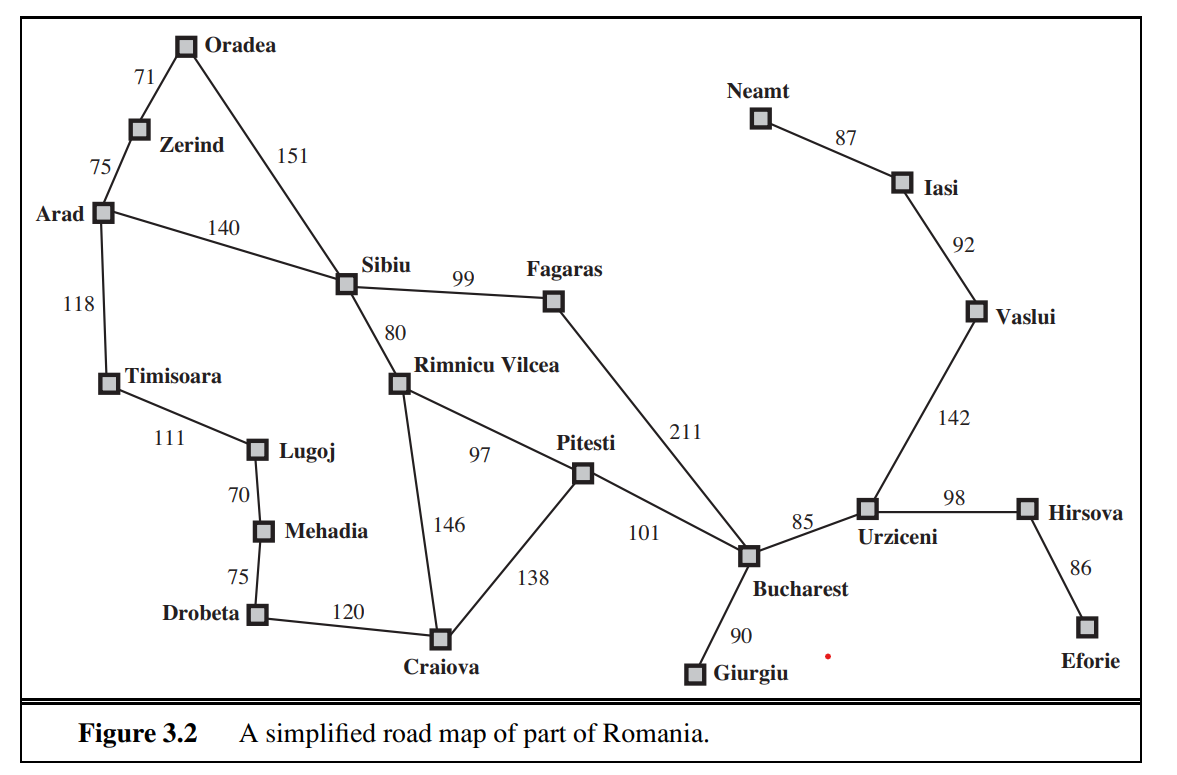 Oradea
71
Neamt
87
Zerind
151
75
Iasi
Arad
140
92
Sibiu
99
Fagaras
118
Vaslui
80
Rimnicu Vilcea
Timisoara
142
111
211
Lugoj
97
Pitesti
70
98
Hirsova
146
101
85
Mehadia
Urziceni
75
138
86
Bucharest
Drobeta
120
90
Craiova
Giurgiu
Eforie
Figure 3.2 A simplified road map of part of Romania.